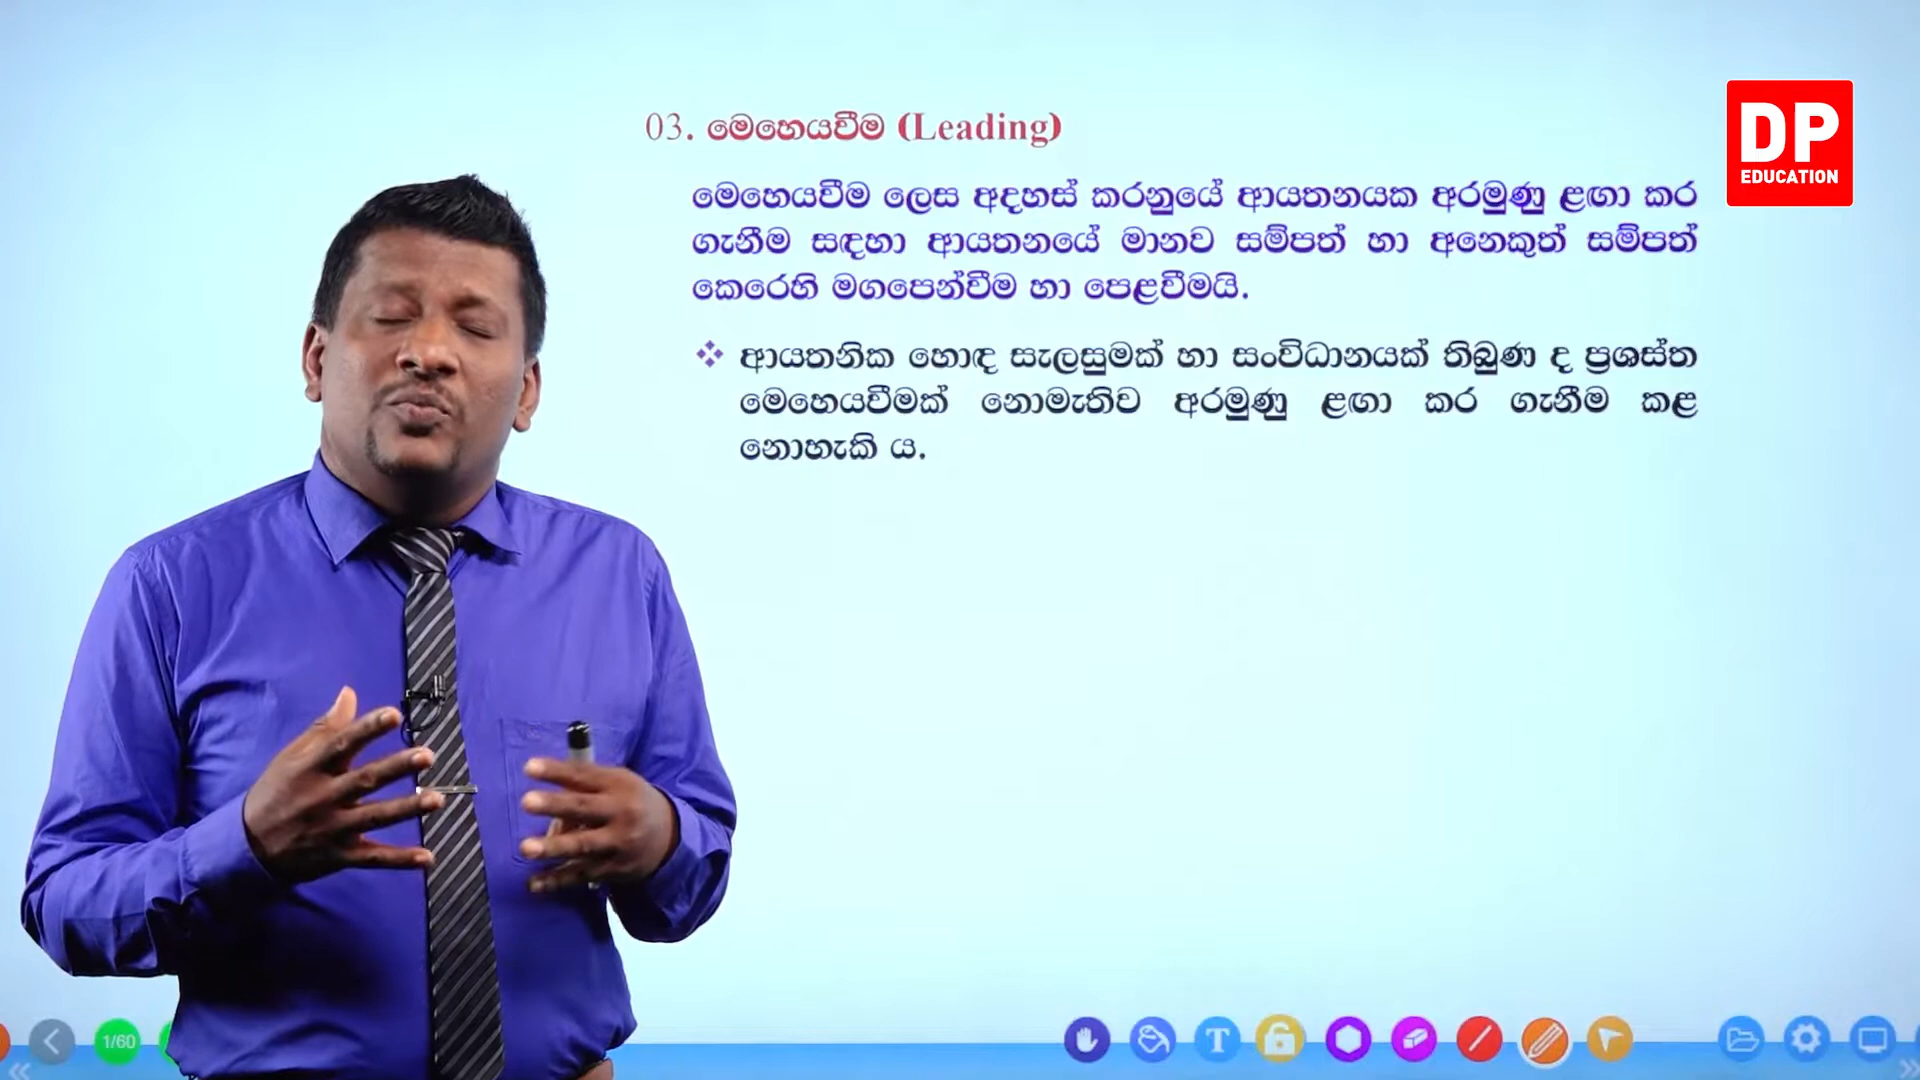 03. මෙහෙයවීම (Leading)
DP
EDUCATION
මෙහෙයවීම ලෙස අදහස් කරනුයේ ආයතනයක අරමුණු ළඟා කර
ගැනීම සඳහා ආයතනයේ මානව සම්පත් හා අනෙකුත් සම්පත්
කෙරෙහි මගපෙන්වීම හා පෙළවීමයි.
❖ ආයතනික හොඳ සැලසුමක් හා සංවිධානයක් තිබුණ ද ප්‍රශස්ත
මෙහෙයවීමක් නොමැතිව අරමුණු ළඟා කර ගැනීම කළ
නොහැකි ය.
1/60
T